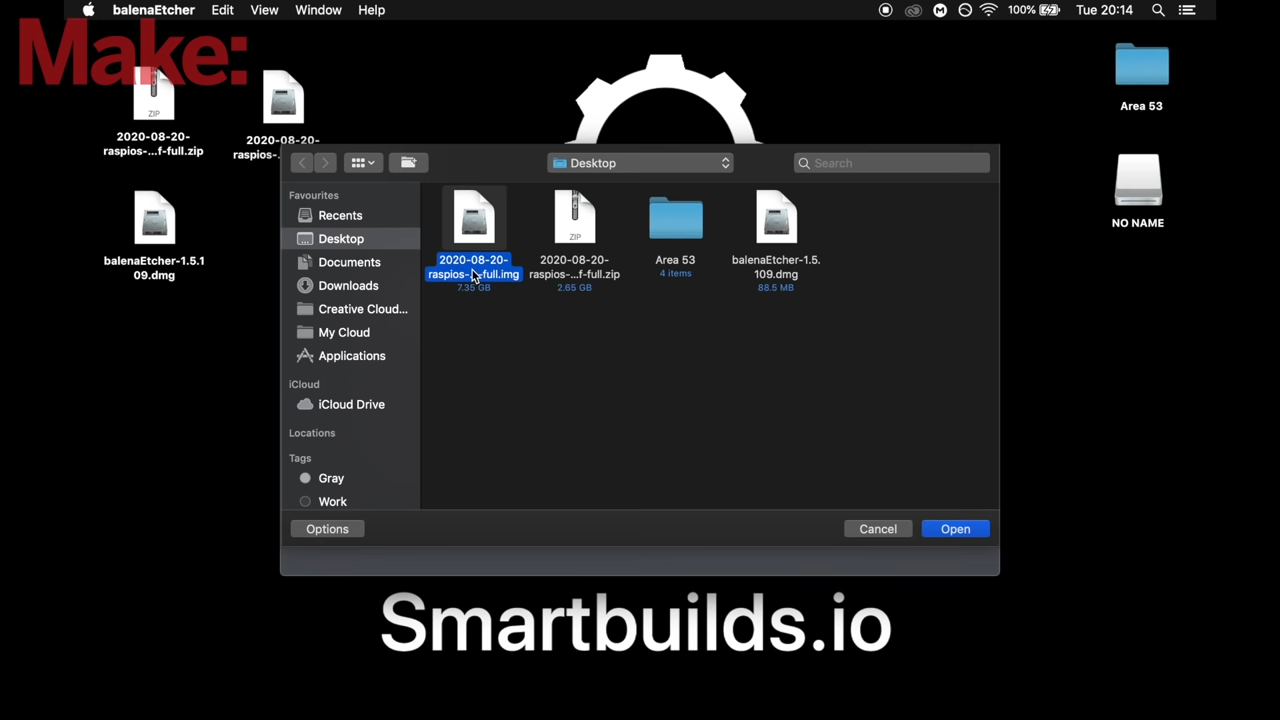 balenaEtcher Edit View Window Help 100% Tue 20:14
Make:
ZIP
2020-08-20-
raspios-...f-full.zip
2020-08-20-
raspios-
balenaEtcher-1.5.1
09.dmg
Area 53
NO NAME
Desktop
Search
Favourites
Recents
Desktop
Documents
Downloads
Creative Cloud...
My Cloud
Applications
iCloud
iCloud Drive
Locations
Tags
Gray
Work
2020-08-20-
raspios-...-full.img
7.35 GB
ZIP
2020-08-20-
raspios-...f-full.zip
2.65 GB
Area 53
4 items
balenaEtcher-1.5.
109.dmg
88.5 MB
Options
Cancel
Open
Smartbuilds.io